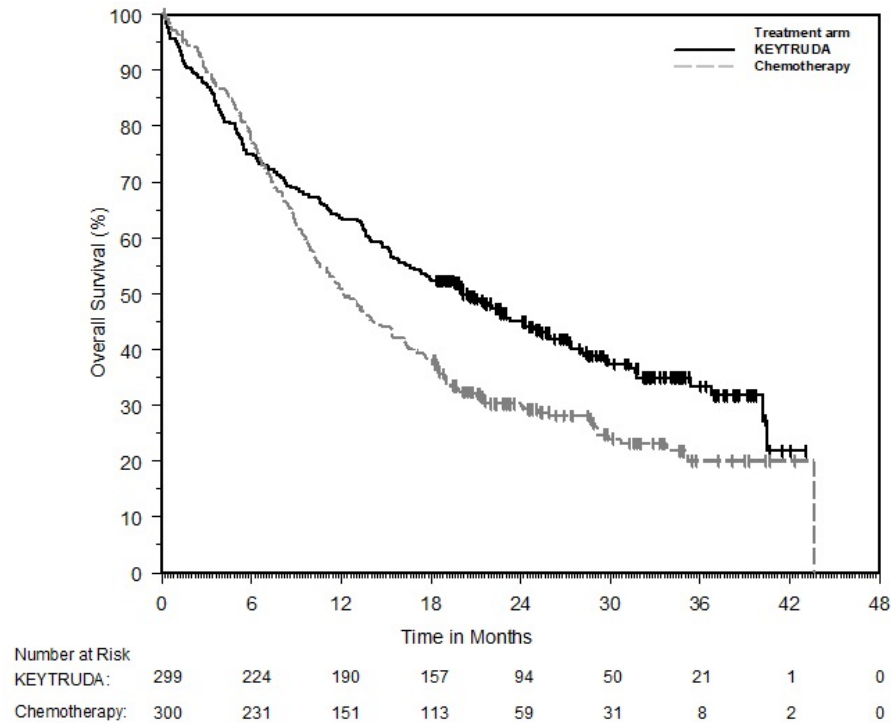 Treatment arm
KEYTRUDA
Chemotherapy
100
90
80
70
60
50
40
30
20
10
0
Overall Survival (%)
0 6 12 18 24 30 36 42 48
Time in Months
Number at Risk
KEYTRUDA: 299 224 190 157 94 50 21 1 0
Chemotherapy: 300 231 151 113 59 31 8 2 0